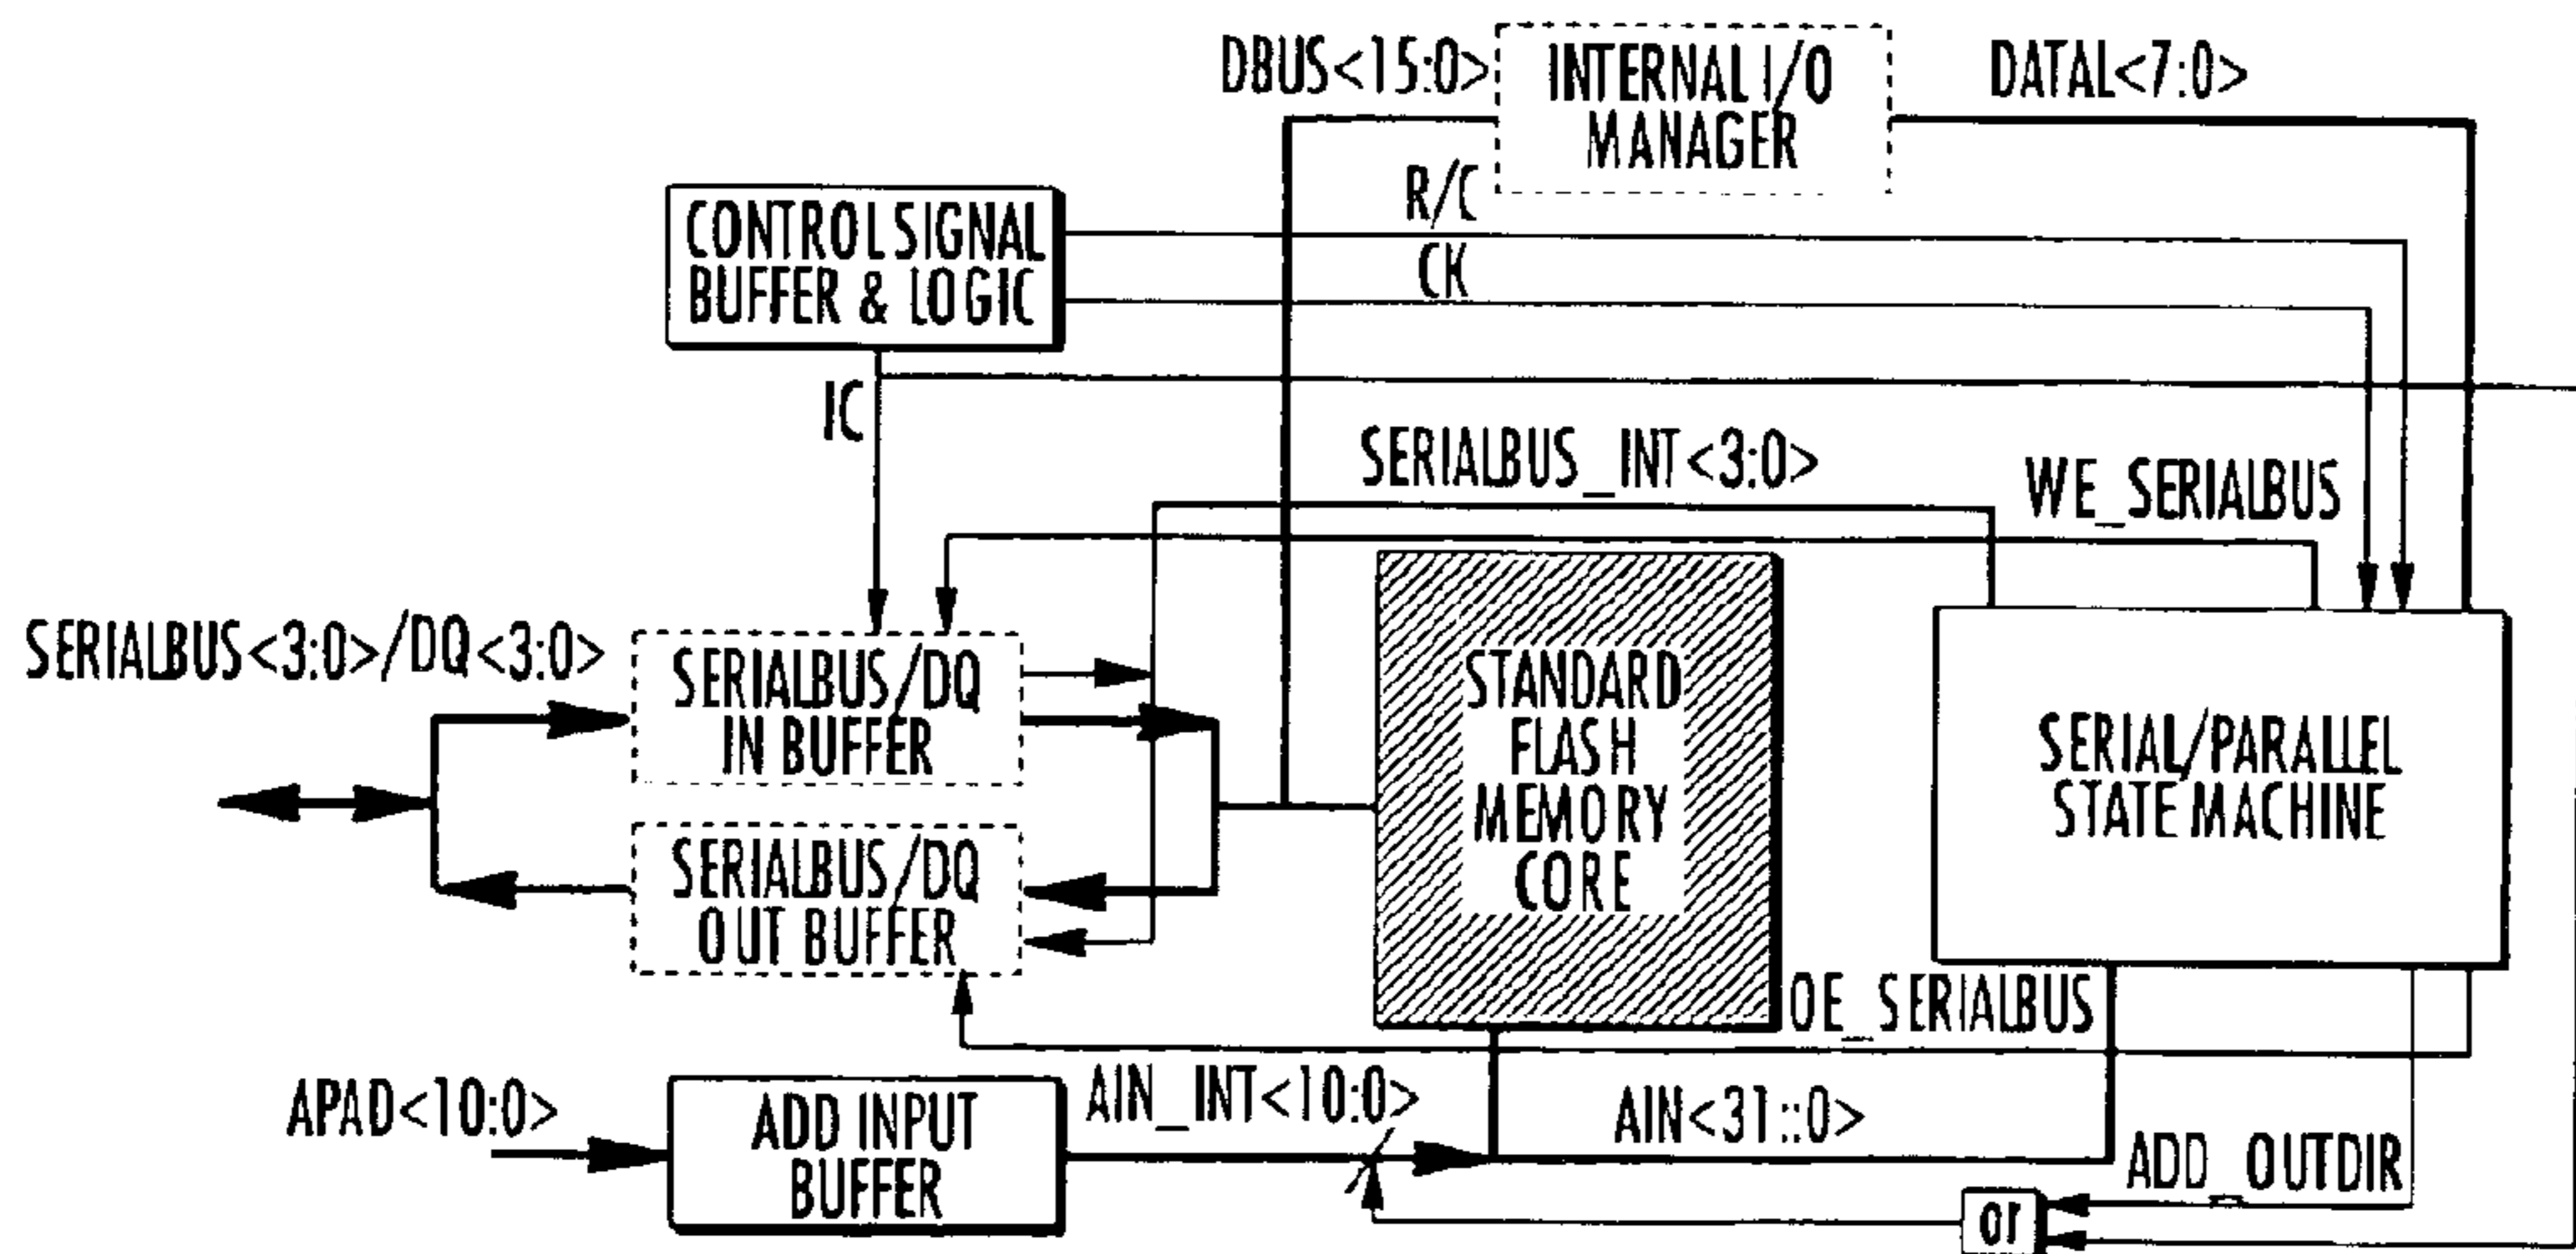 DBUS<15:0>
INTERNAL I/O
MANAGER
DATAL<7:0>
R/C
CONTROL SIGNAL
BUFFER & LOGIC
CK
IC
SERIALBUS_INT<3:0>
WE_SERIALBUS
SERIALBUS<3:0>/DQ<3:0>
SERIALBUS/DQ
IN BUFFER
STANDARD
FLASH
MEMORY
CORE
SERIAL/PARALLEL
STATE MACHINE
SERIALBUS/DQ
OUT BUFFER
OE_SERIALBUS
APAD<10:0>
ADD INPUT
BUFFER
AIN_INT<10:0>
AIN<31::0>
ADD_OUTDIR
or